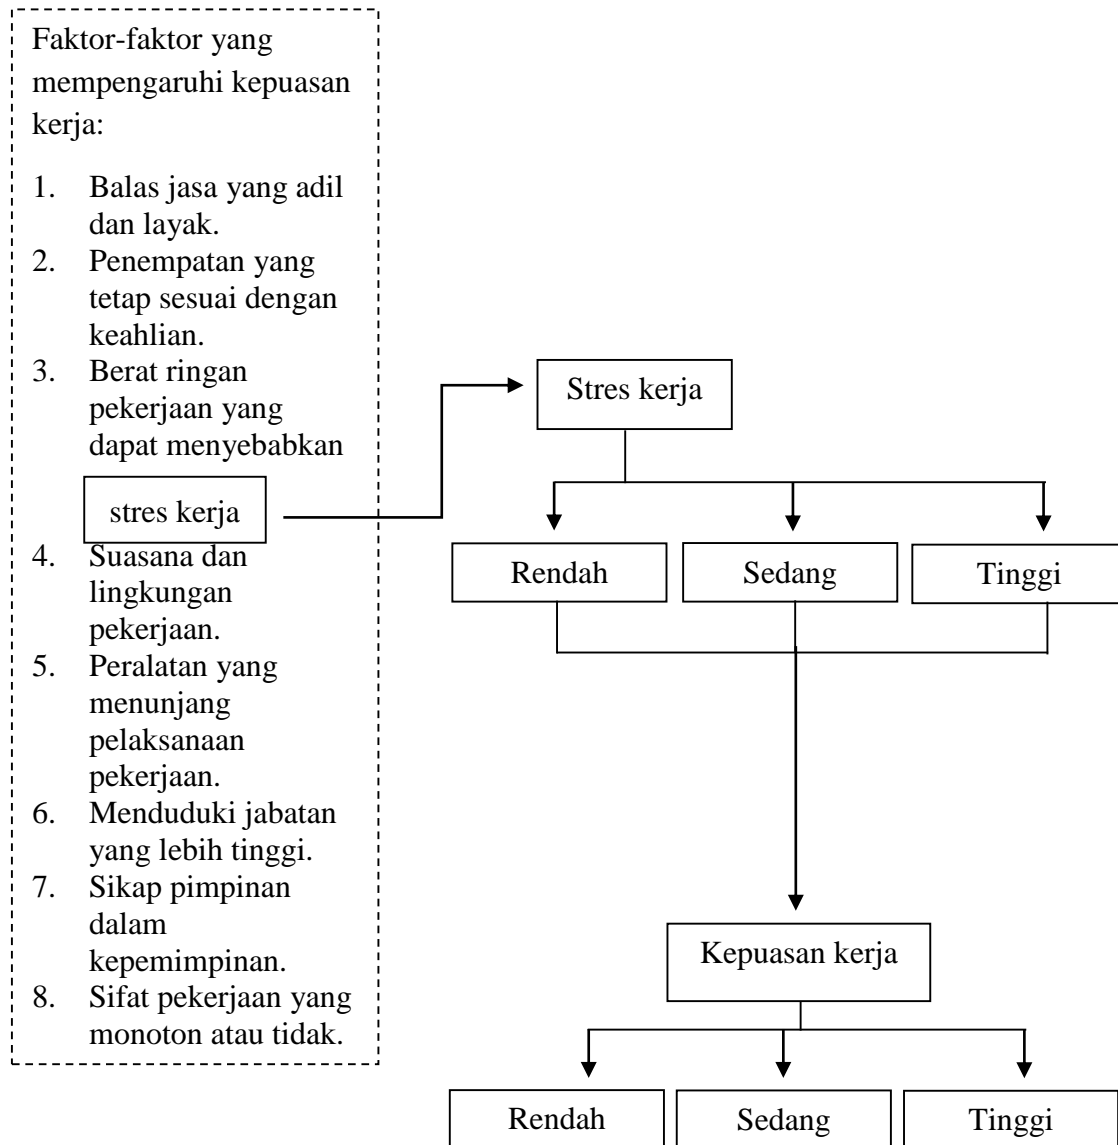 Faktor-faktor yang
mempengaruhi kepuasan
kerja:
1. Balas jasa yang adil
dan layak.
2. Penempatan yang
tetap sesuai dengan
keahlian.
3. Berat ringan
pekerjaan yang
dapat menyebabkan
stres kerja
4. Suasana dan
lingkungan
pekerjaan.
5. Peralatan yang
menunjang
pelaksanaan
pekerjaan.
6. Menduduki jabatan
yang lebih tinggi.
7. Sikap pimpinan
dalam
kepemimpinan.
8. Sifat pekerjaan yang
monoton atau tidak.
Stres kerja
Rendah
Sedang
Tinggi
Kepuasan kerja
Rendah
Sedang
Tinggi